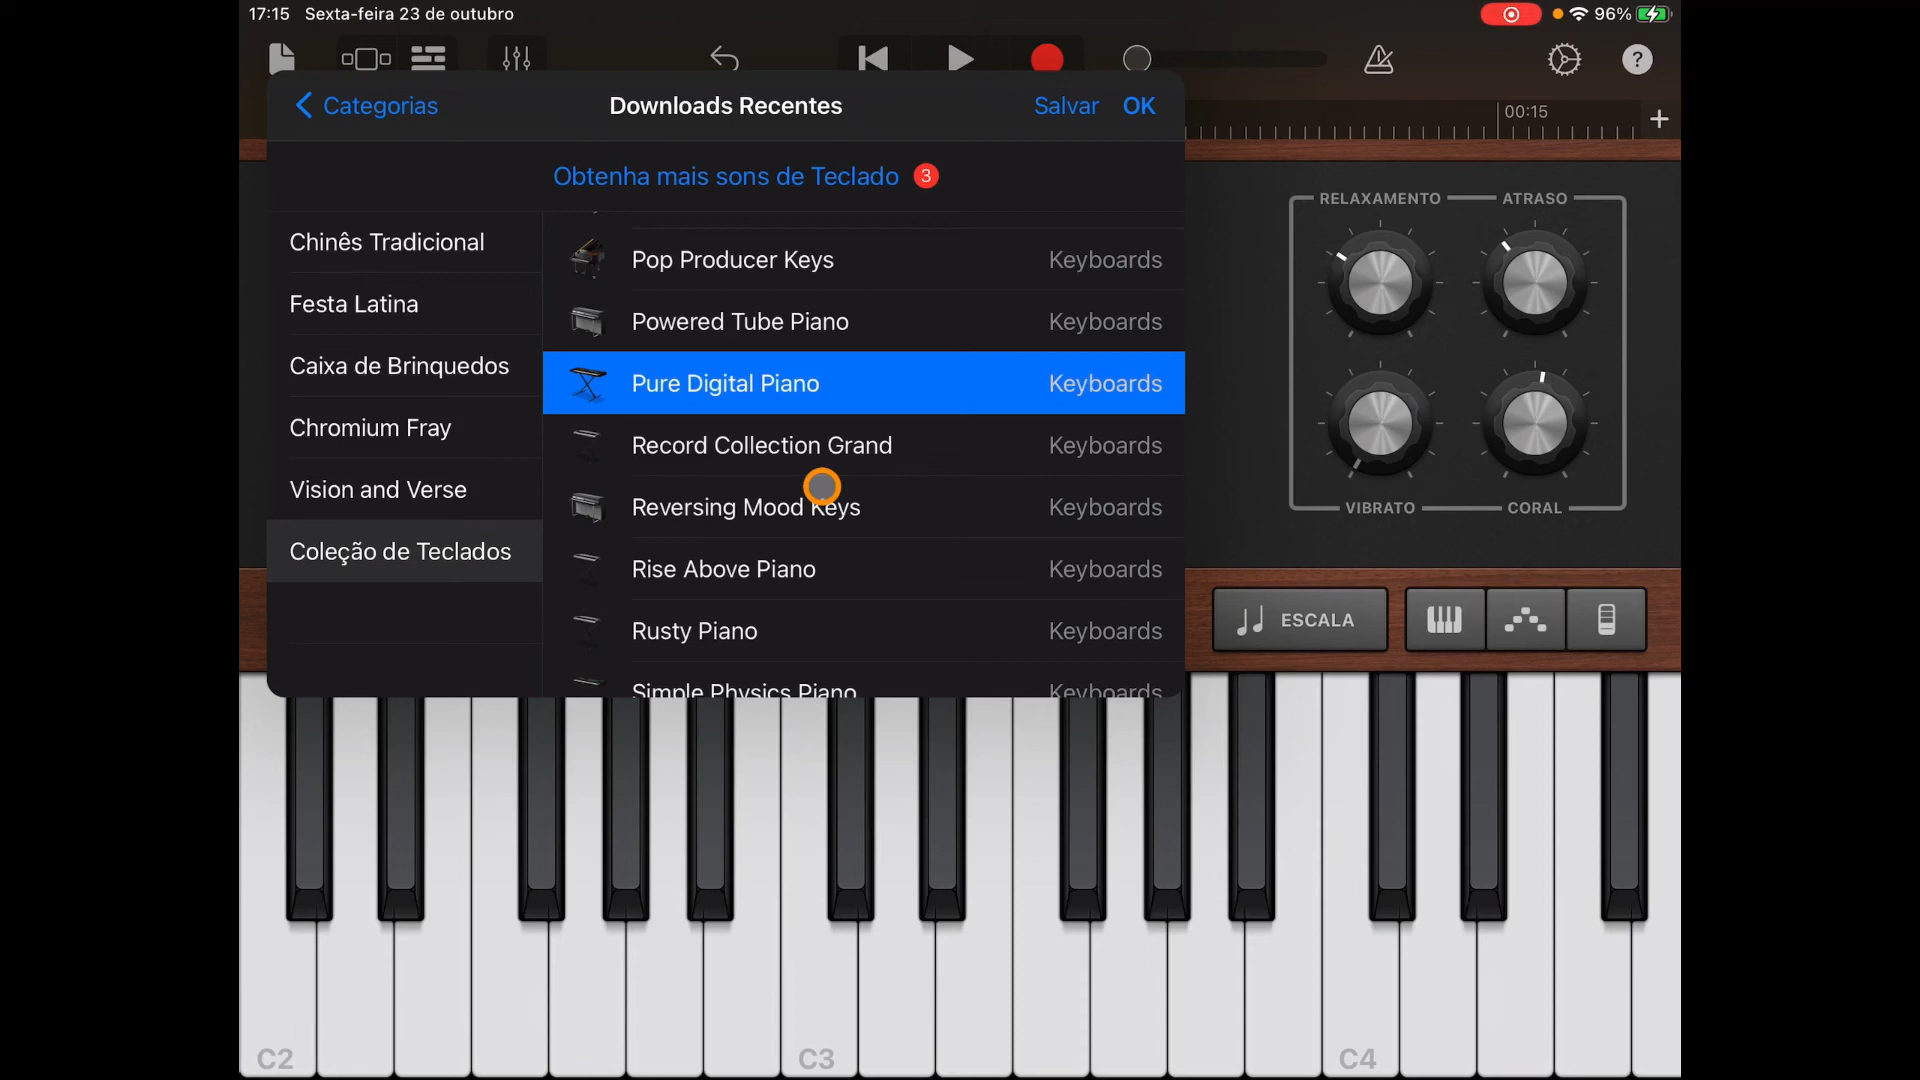 17:15 Sexta-feira 23 de outubro
96%
Categorias
Downloads Recentes
Salvar OK
00:15
Obtenha mais sons de Teclado 3
Chinês Tradicional
Festa Latina
Caixa de Brinquedos
Chromium Fray
Vision and Verse
Coleção de Teclados
Pop Producer Keys Keyboards
Powered Tube Piano Keyboards
Pure Digital Piano Keyboards
Record Collection Grand Keyboards
Reversing Mood Keys Keyboards
Rise Above Piano Keyboards
Rusty Piano Keyboards
Simple Physics Piano Keyboards
RELAXAMENTO ATRASO
VIBRATO CORAL
ESCALA
C2 C3 C4